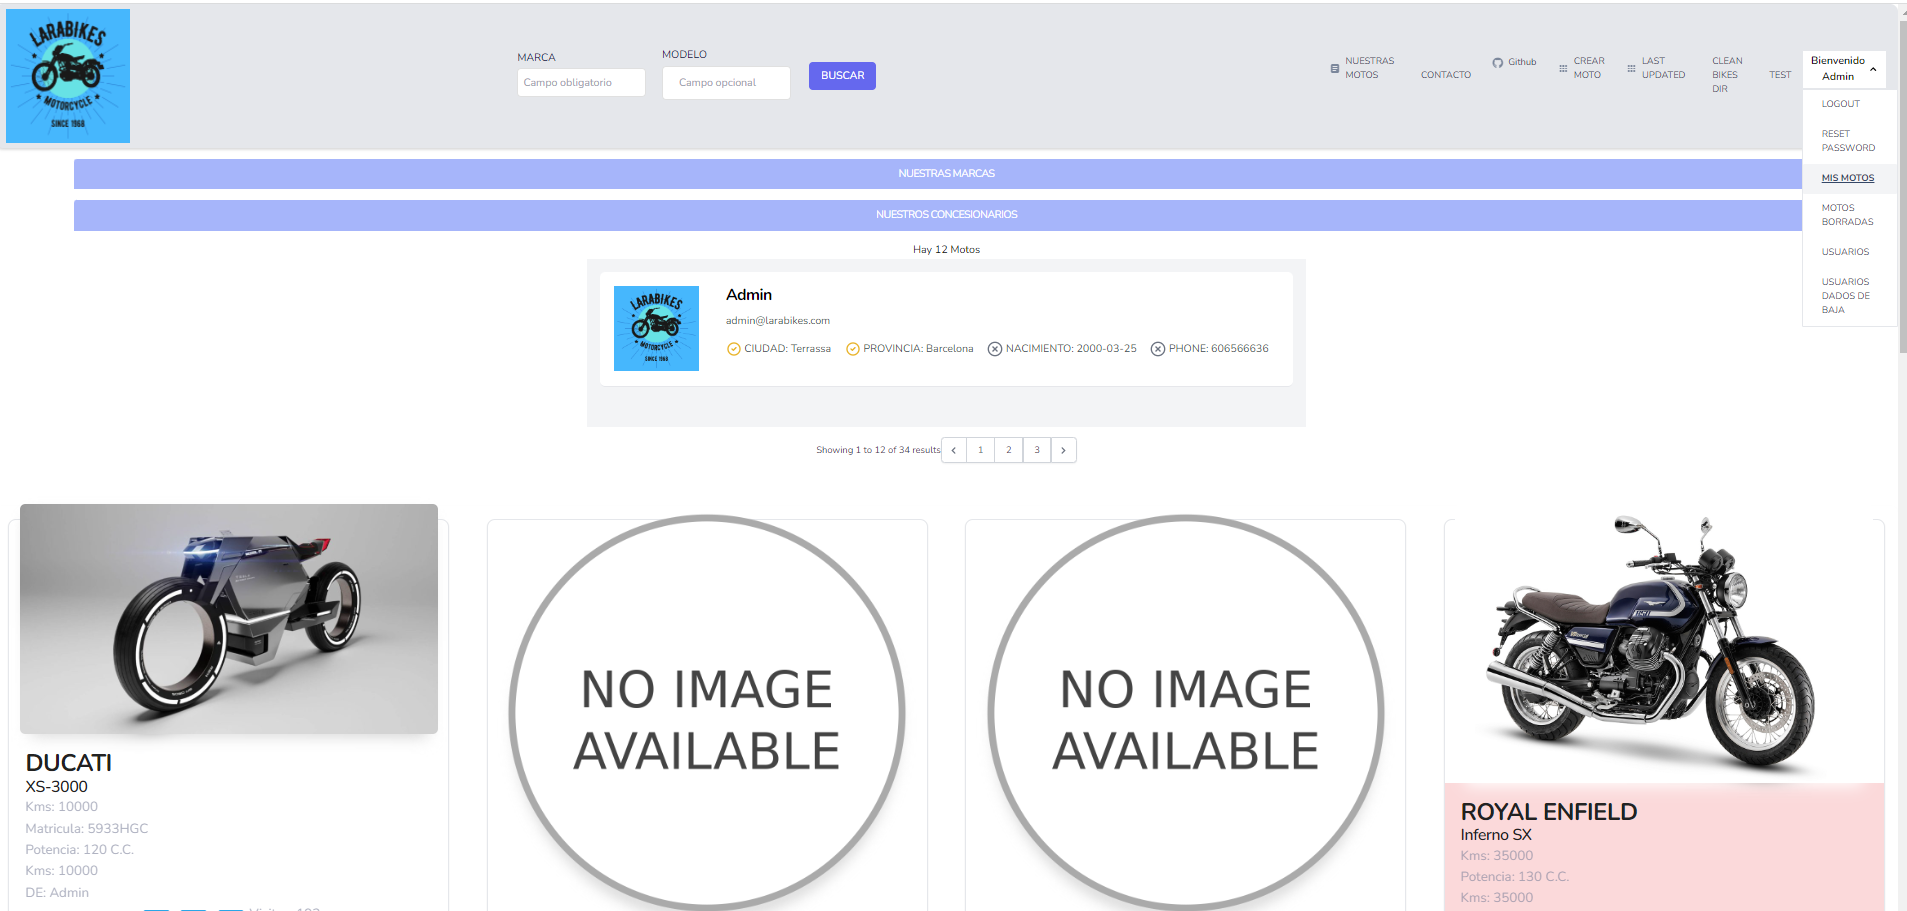 LARABIKES
MOTORCYCLE
SINCE 1968
MARCA
Campo obligatorio
MODELO
Campo opcional
BUSCAR
NUESTRAS
MOTOS
CONTACTO
Github
CREAR
MOTO
LAST
UPDATED
CLEAN
BIKES
DIR
TEST
Bienvenido
Admin
LOGOUT
RESET
PASSWORD
MIS MOTOS
MOTOS
BORRADAS
USUARIOS
USUARIOS
DADOS DE
BAJA
NUESTRAS MARCAS
NUESTROS CONCESIONARIOS
Hay 12 Motos
LARABIKES
MOTORCYCLE
SINCE 1968
Admin
admin@larabikes.com
CIUDAD: Terrassa
PROVINCIA: Barcelona
NACIMIENTO: 2000-03-25
PHONE: 606566636
Showing 1 to 12 of 34 results
1
2
3
DUCATI
XS-3000
Kms: 10000
Matricula: 5933HGC
Potencia: 120 C.C.
Kms: 10000
DE: Admin
NO IMAGE
AVAILABLE
NO IMAGE
AVAILABLE
ROYAL ENFIELD
Inferno SX
Kms: 35000
Potencia: 130 C.C.
Kms: 35000